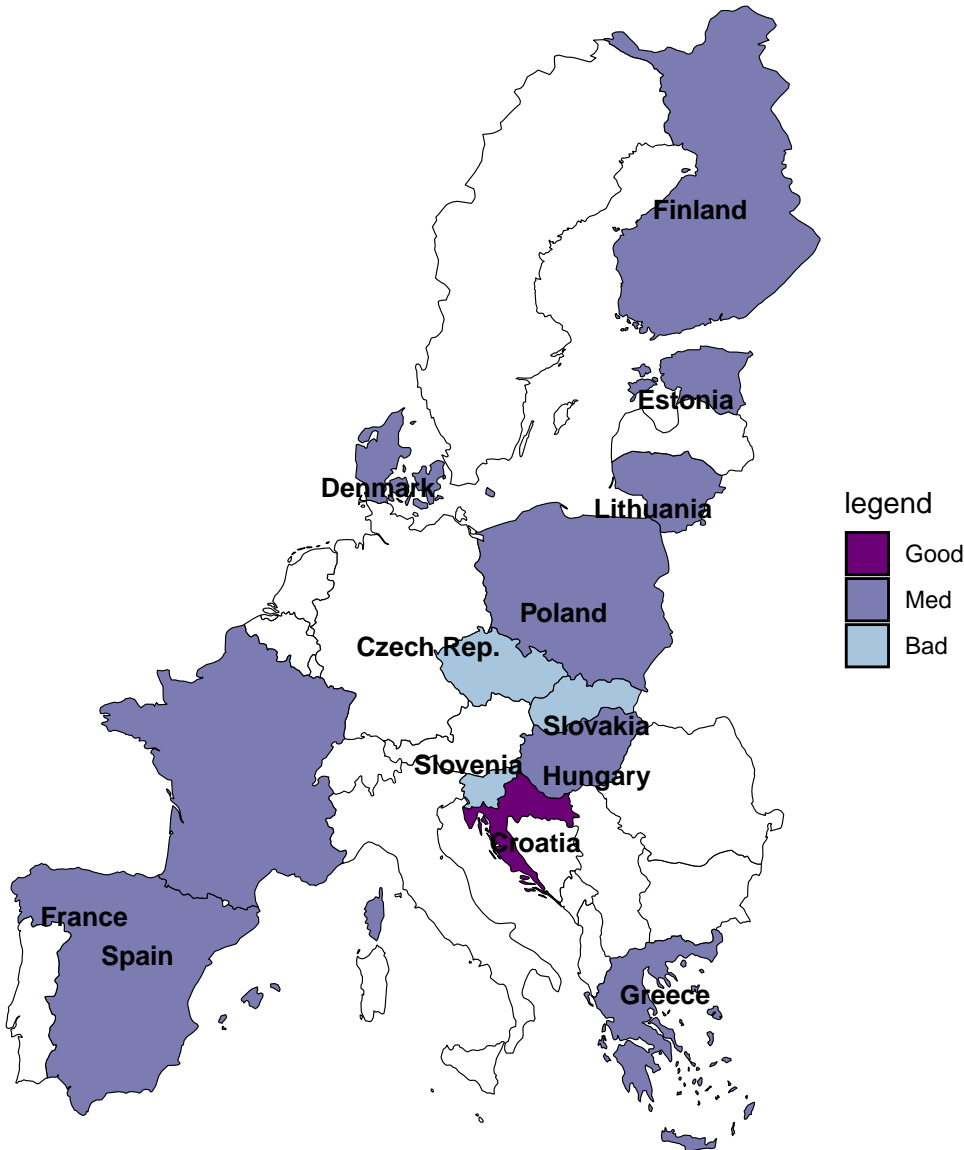 Finland
Estonia
Denmark
Lithuania
legend
Good
Med
Bad
Poland
Czech Rep.
Slovakia
Slovenia
Hungary
Croatia
France
Spain
Greece